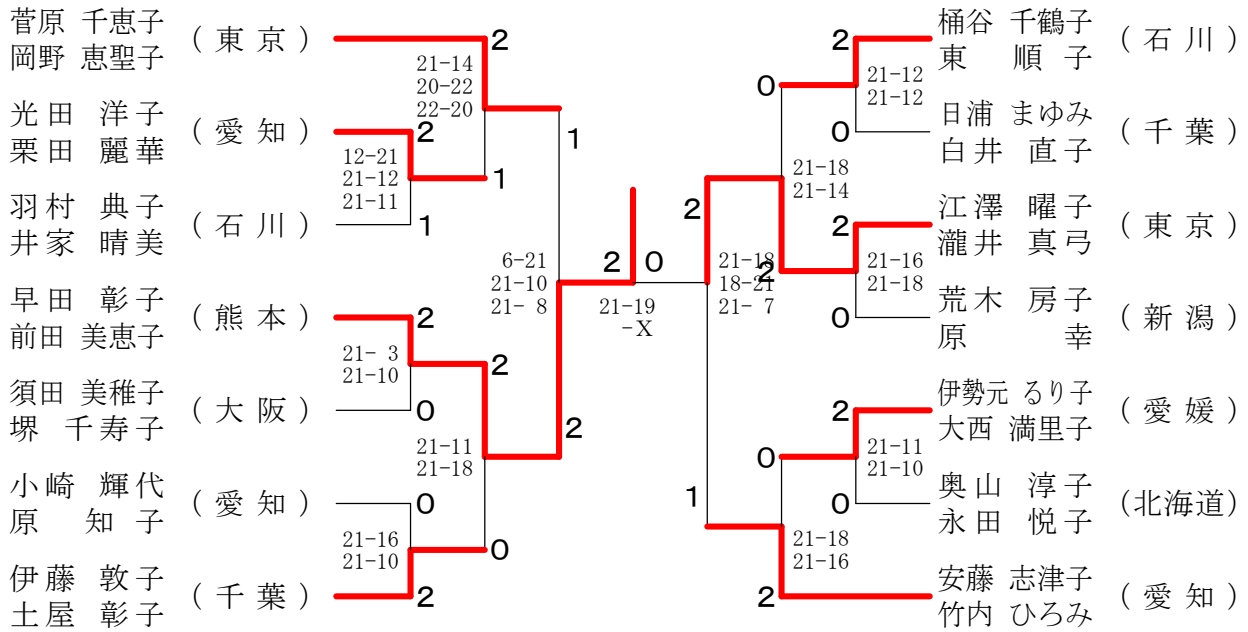 菅原 千恵子
岡野 恵聖子
(東京)
2
21-14
20-22
22-20
光田 洋子
栗田 麗華
(愛知)
2
12-21
21-12
21-11
1
羽村 典子
井家 晴美
(石川)
1
1
6-21
21-10
21- 8
早田 彰子
前田 美恵子
(熊本)
2
21- 3
21-10
2
須田 美稚子
堺 千寿子
(大阪)
0
21-11
21-18
2
小崎 輝代
原 知子
(愛知)
0
21-16
21-10
0
伊藤 敦子
土屋 彰子
(千葉)
2
2 0
21-19
-X
桶谷 千鶴子
東 順子
(石川)
2
21-12
21-12
0
日浦 まゆみ
白井 直子
(千葉)
0
21-18
21-14
2
江澤 曜子
瀧井 真弓
(東京)
2
21-16
21-18
2
21-18
18-21
21- 7
荒木 房子
原 幸
(新潟)
0
伊勢元 るり子
大西 満里子
(愛媛)
2
21-11
21-10
0
奥山 淳子
永田 悦子
(北海道)
0
1
21-18
21-16
安藤 志津子
竹内 ひろみ
(愛知)
2